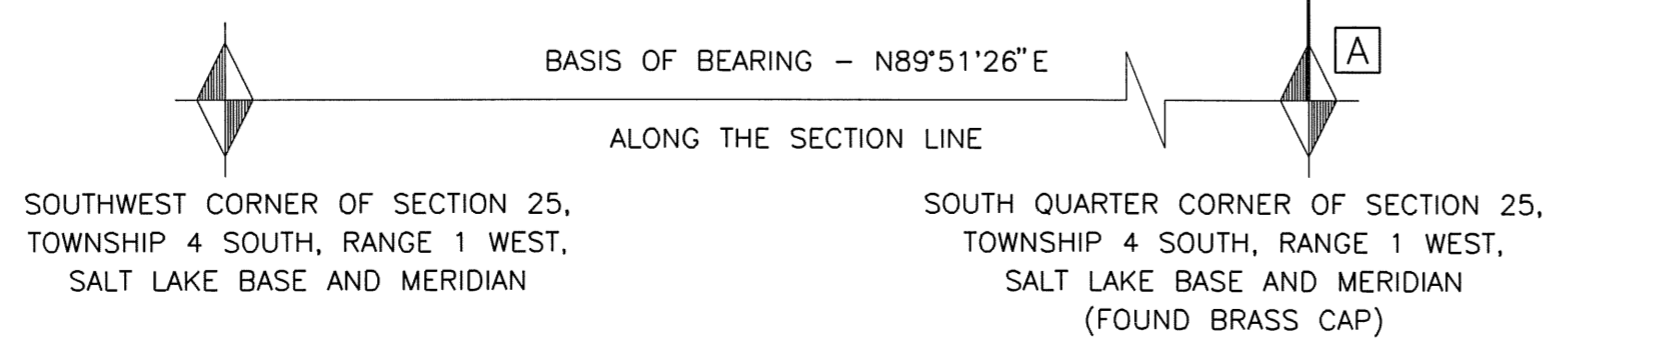 BASIS OF BEARING – N89°51'26"E
A
ALONG THE SECTION LINE
SOUTHWEST CORNER OF SECTION 25,
TOWNSHIP 4 SOUTH, RANGE 1 WEST,
SALT LAKE BASE AND MERIDIAN
SOUTH QUARTER CORNER OF SECTION 25,
TOWNSHIP 4 SOUTH, RANGE 1 WEST,
SALT LAKE BASE AND MERIDIAN
(FOUND BRASS CAP)